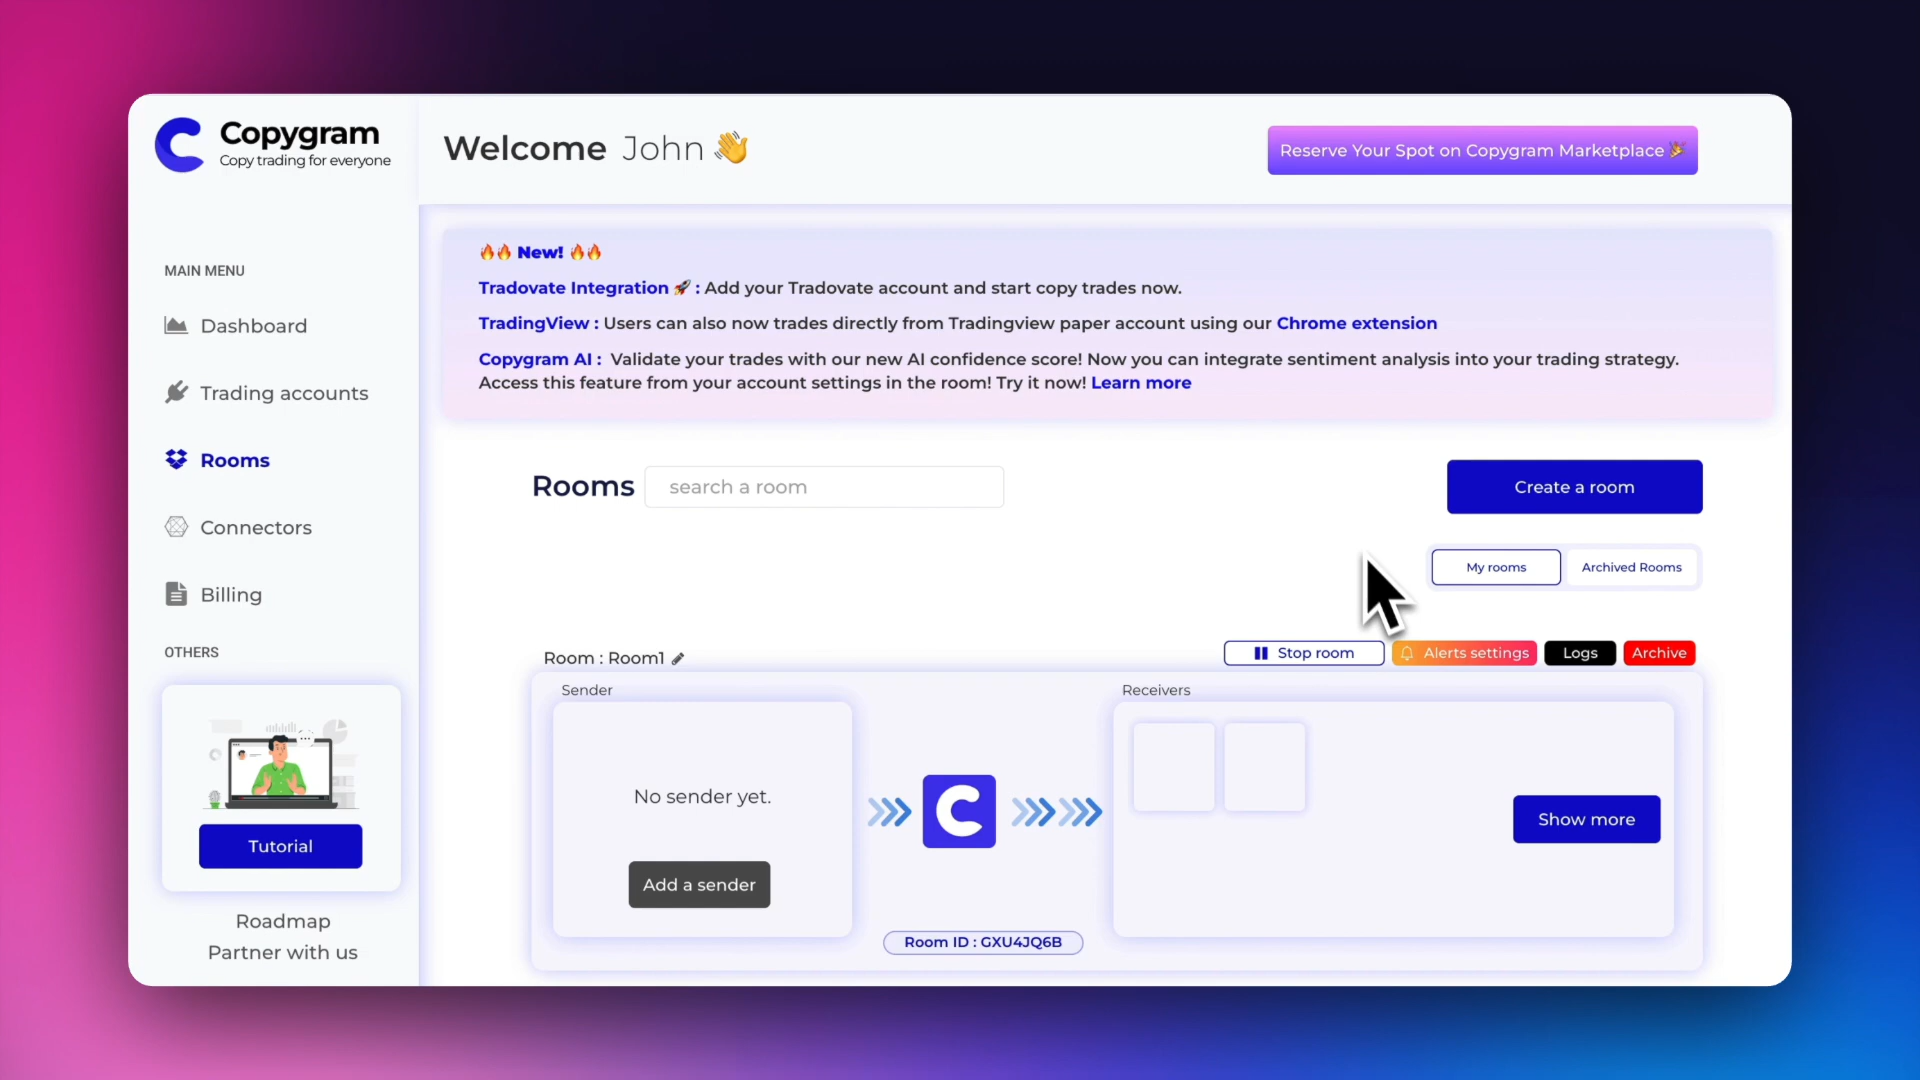 Copygram
Copy trading for everyone
Welcome John 👋
Reserve Your Spot on Copygram Marketplace 🎉
MAIN MENU
Dashboard
Trading accounts
Rooms
Connectors
Billing
OTHERS
Tutorial
Roadmap
Partner with us
🔥🔥 New! 🔥🔥
Tradovate Integration 🚀 : Add your Tradovate account and start copy trades now.
TradingView : Users can also now trades directly from Tradingview paper account using our Chrome extension
Copygram AI : Validate your trades with our new AI confidence score! Now you can integrate sentiment analysis into your trading strategy.
Access this feature from your account settings in the room! Try it now! Learn more
Rooms
search a room
Create a room
My rooms
Archived Rooms
Room : Room1
Stop room
Alerts settings
Logs
Archive
Sender
No sender yet.
Add a sender
Receivers
Show more
Room ID : GXU4JQ6B